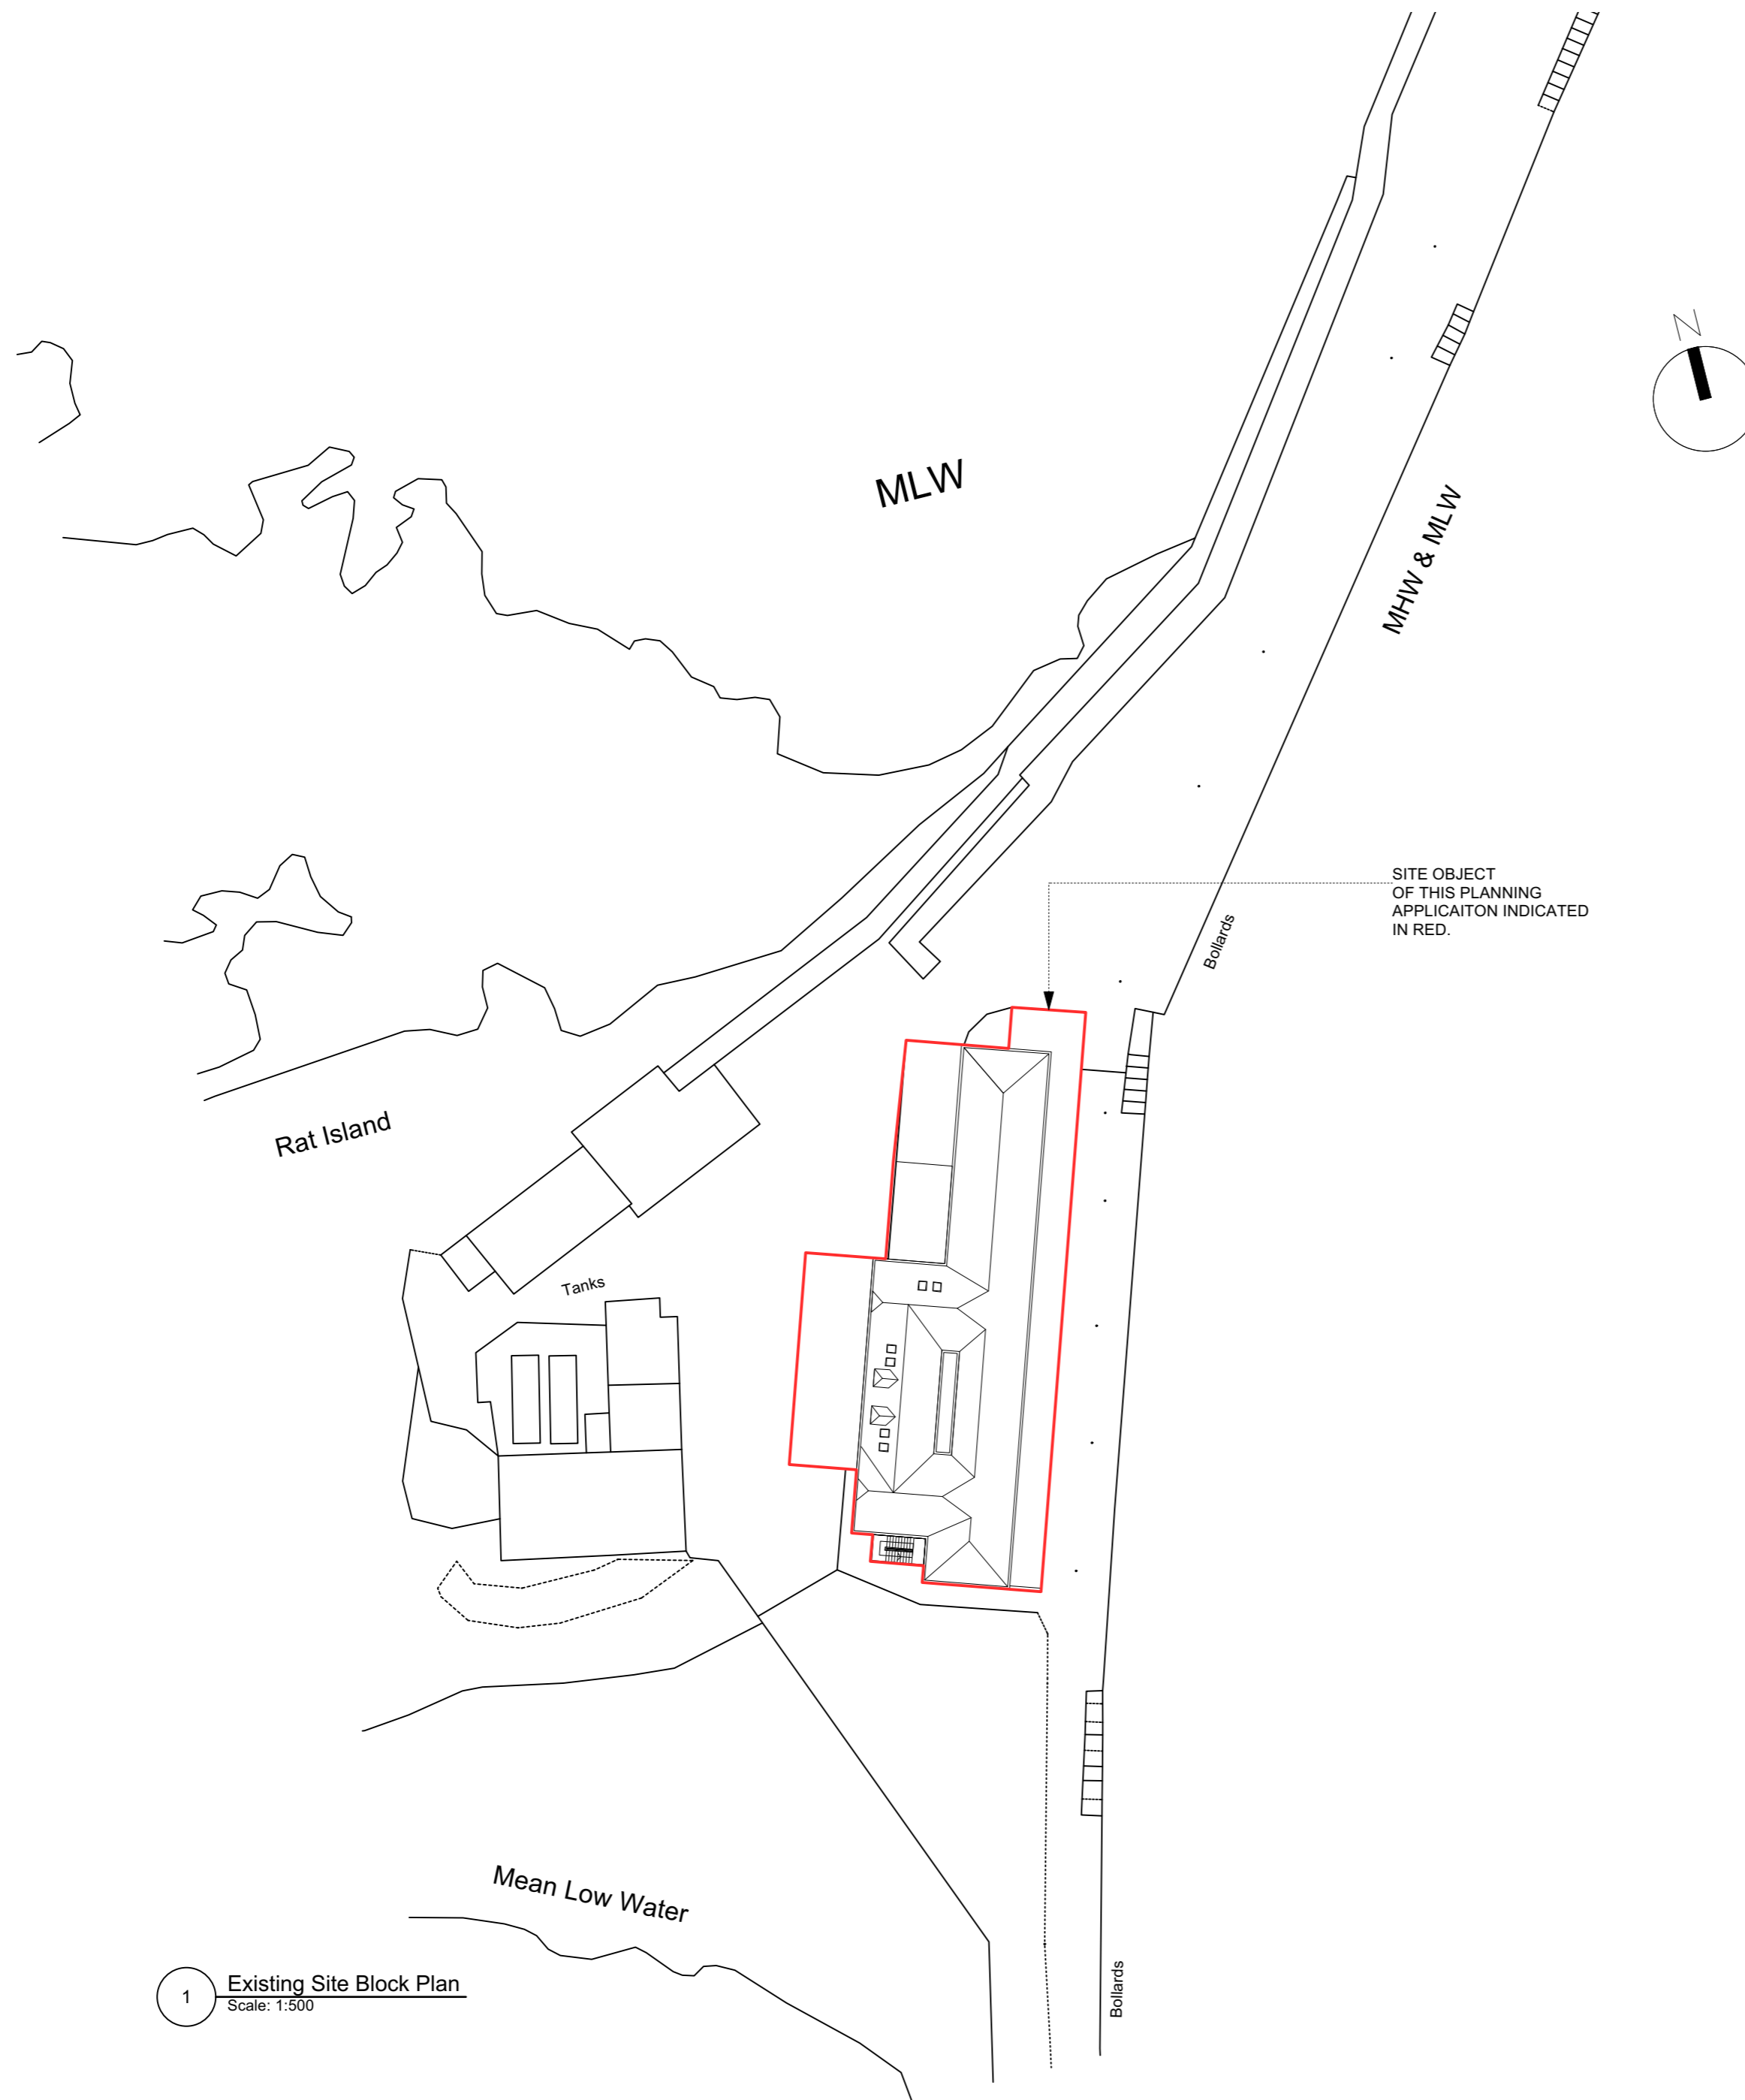 N
MLW
MHW & MLW
SITE OBJECT
OF THIS PLANNING
APPLICAITON INDICATED
IN RED.
Bollards
Rat Island
Tanks
Mean Low Water
Bollards
1
Existing Site Block Plan
Scale: 1:500